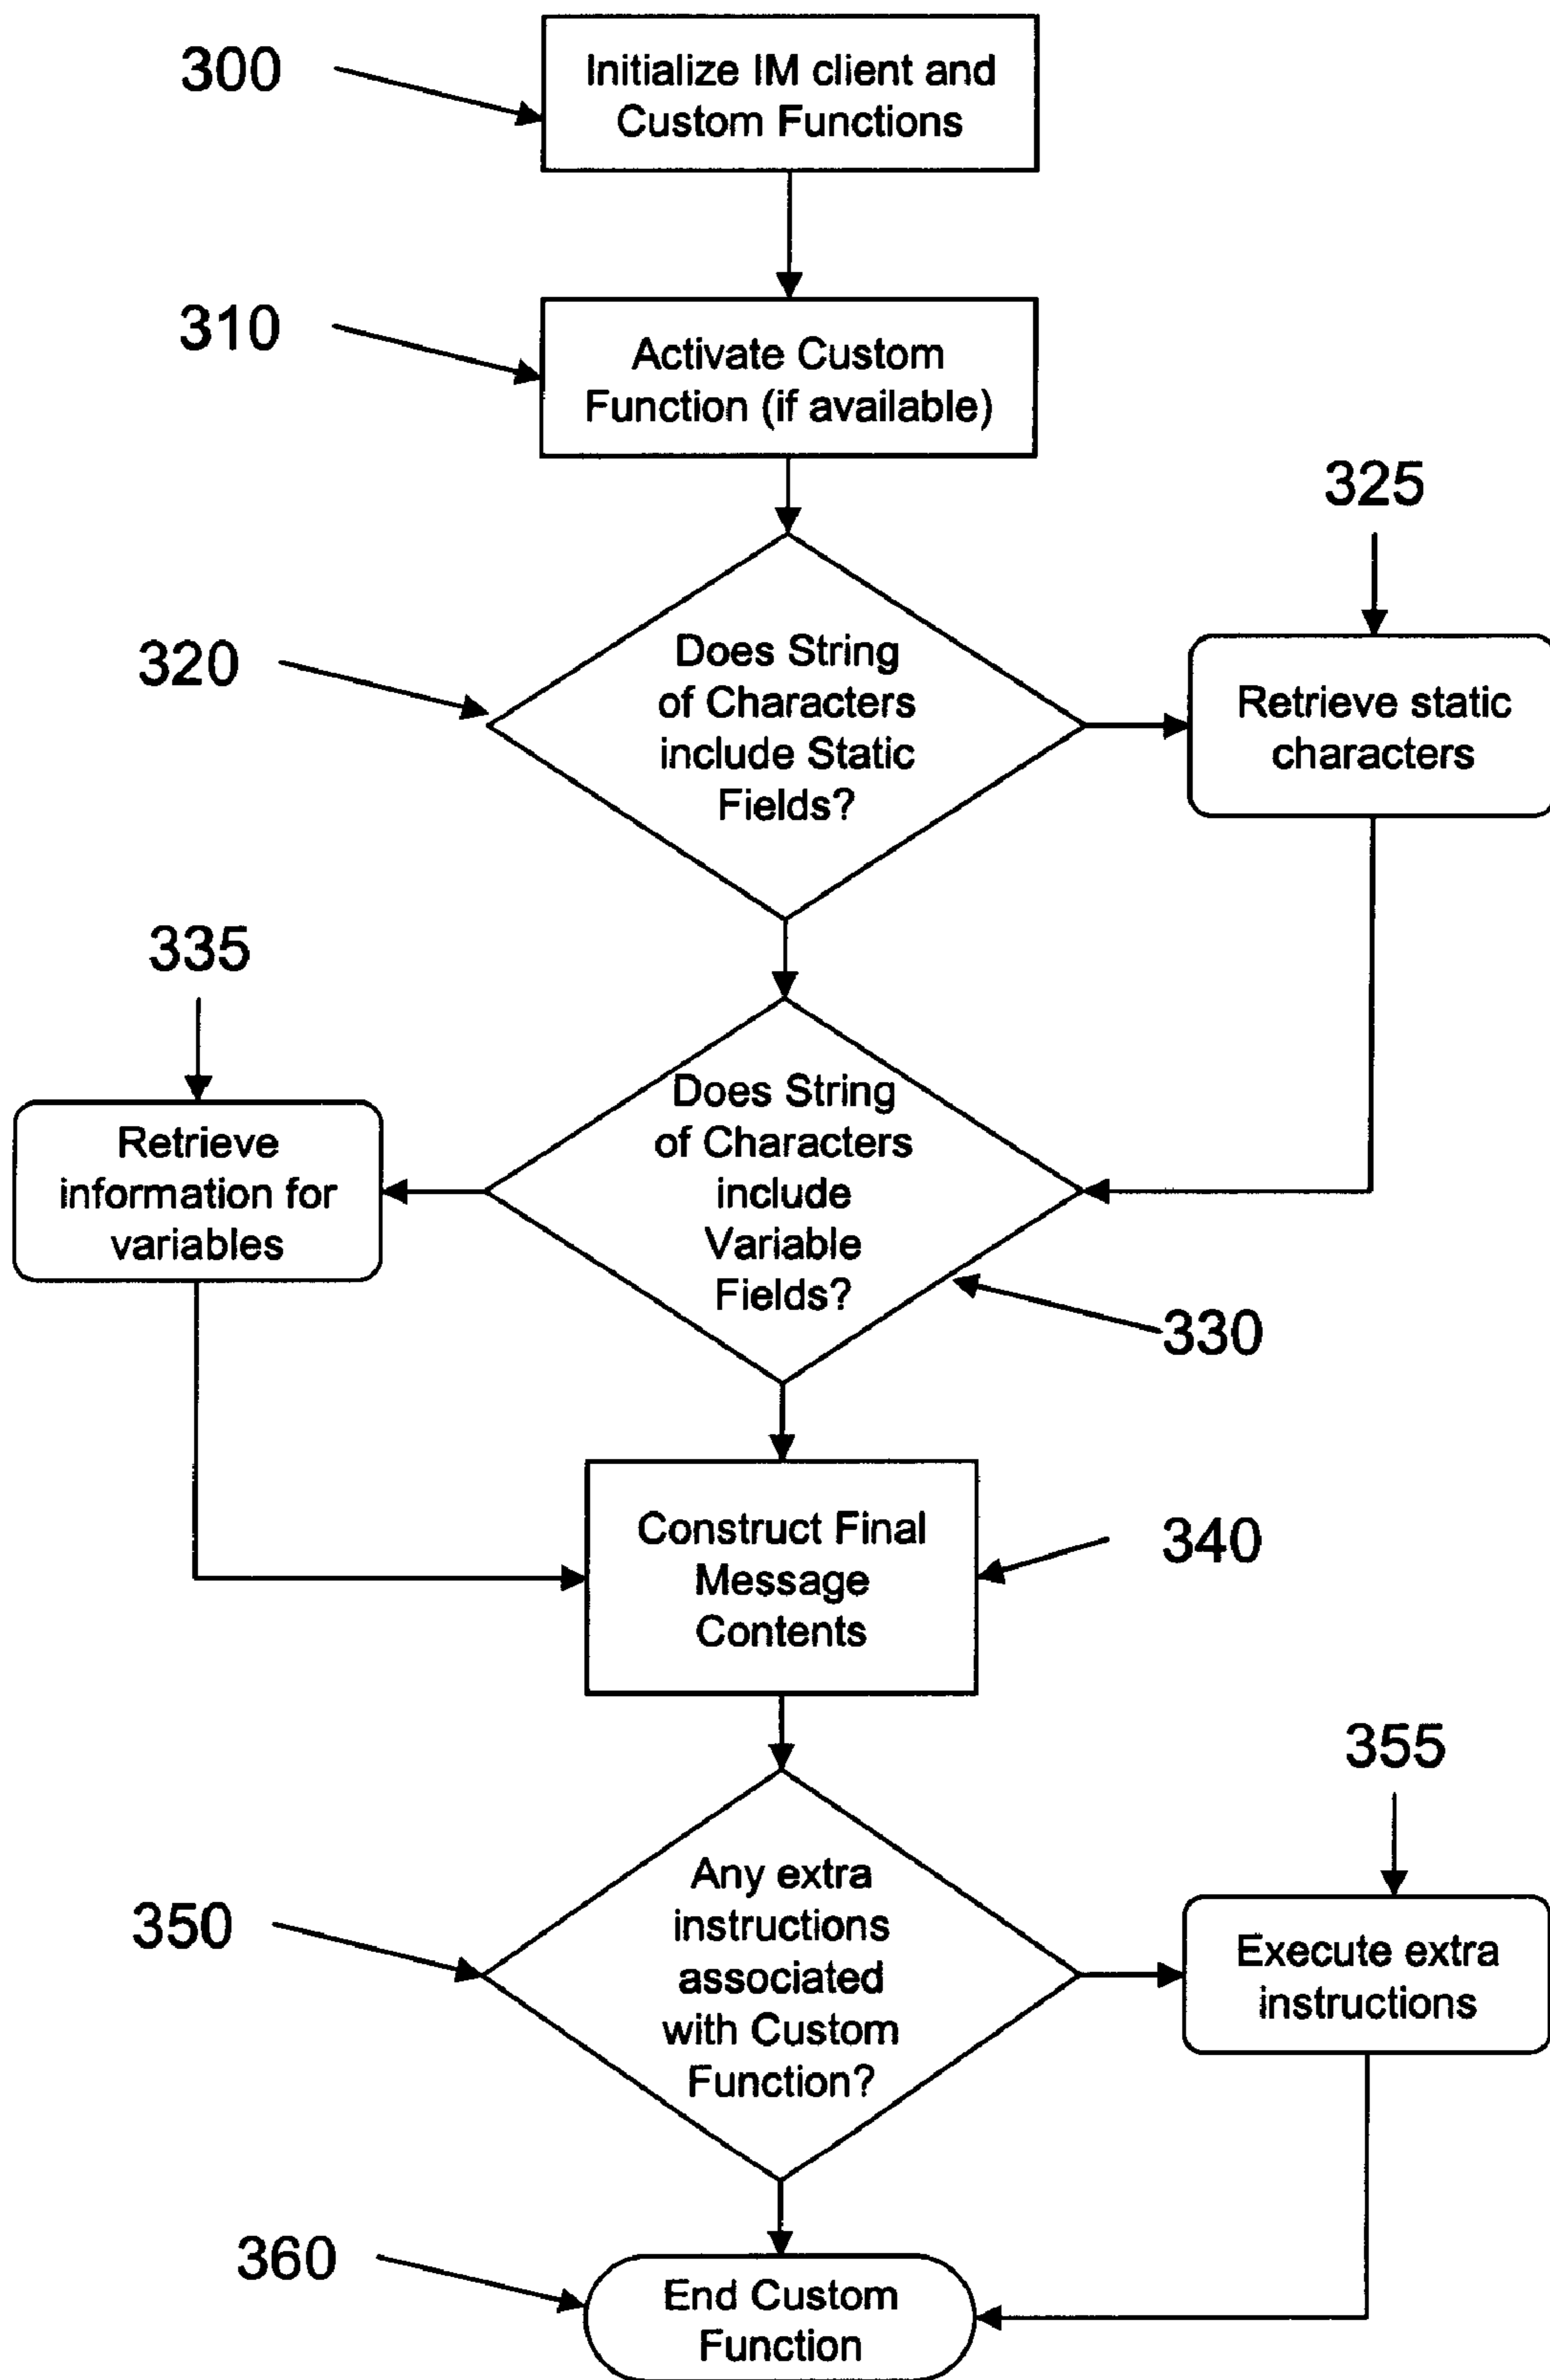 300
Initialize IM client and
Custom Functions
310
Activate Custom
Function (if available)
325
320
Does String
of Characters
include Static
Fields?
Retrieve static
characters
335
Does String
of Characters
include
Variable
Fields?
Retrieve
information for
variables
330
Construct Final
Message
Contents
340
355
350
Any extra
instructions
associated
with Custom
Function?
Execute extra
instructions
360
End Custom
Function